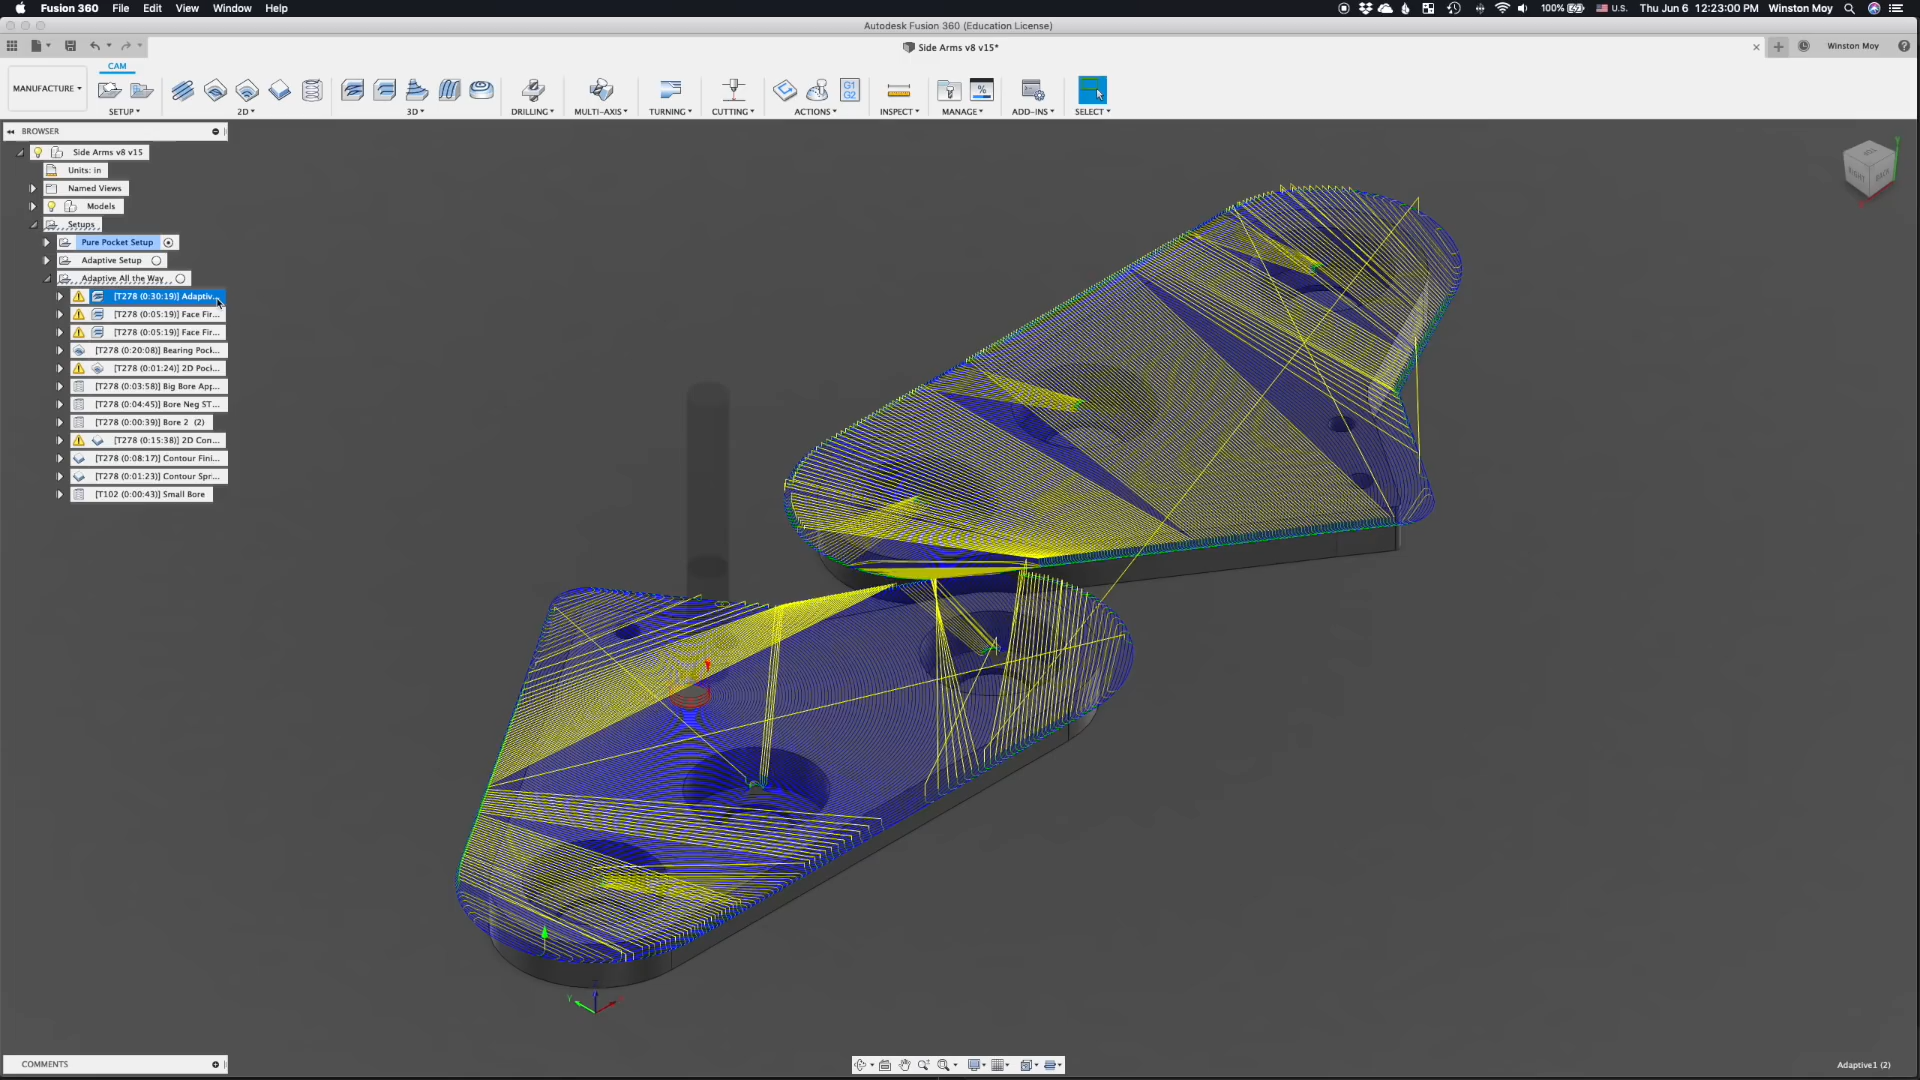 Fusion 360 File Edit View Window Help
100% U.S. Thu Jun 6 12:23:00 PM Winston Moy
Autodesk Fusion 360 (Education License)
Side Arms v8 v15*
Winston Moy
CAM
MANUFACTURE
G1
G2
%
SETUP 2D 3D DRILLING MULTI-AXIS TURNING CUTTING ACTIONS INSPECT MANAGE ADD-INS SELECT
BROWSER
Side Arms v8 v15
Units: in
Named Views
Models
Setups
Pure Pocket Setup
Adaptive Setup
Adaptive All the Way
[T278 (0:30:19)] Adaptiv...
[T278 (0:05:19)] Face Fir...
[T278 (0:05:19)] Face Fir...
[T278 (0:20:08)] Bearing Pock...
[T278 (0:01:24)] 2D Poci...
[T278 (0:03:58)] Big Bore App...
[T278 (0:04:45)] Bore Neg ST...
[T278 (0:00:39)] Bore 2 (2)
[T278 (0:15:38)] 2D Con...
[T278 (0:08:17)] Contour Fini...
[T278 (0:01:23)] Contour Spr...
[T102 (0:00:43)] Small Bore
TOP
RIGHT
BACK
Y
Y
COMMENTS
Adaptive1 (2)